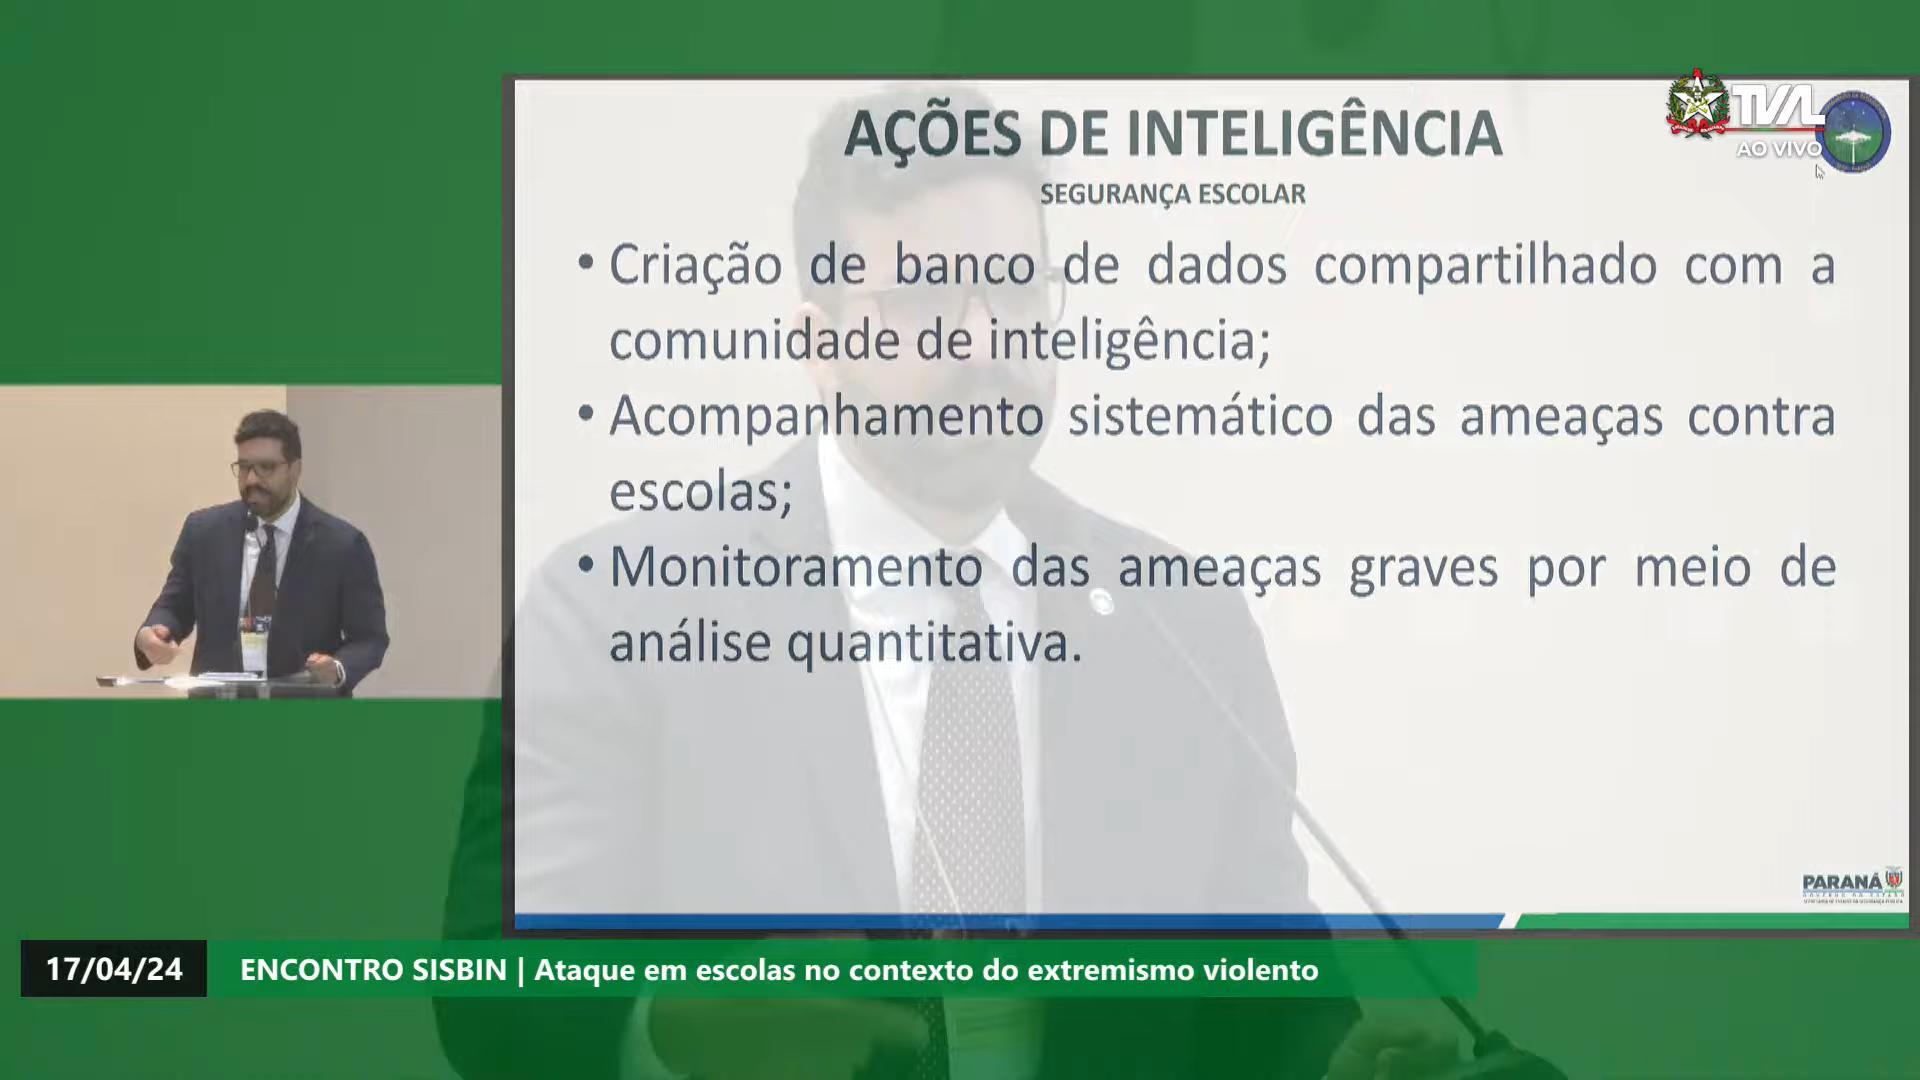 TVAL
AO VIVO
AÇÕES DE INTELIGÊNCIA
SEGURANÇA ESCOLAR
• Criação de banco de dados compartilhado com a
comunidade de inteligência;
• Acompanhamento sistemático das ameaças contra
escolas;
• Monitoramento das ameaças graves por meio de
análise quantitativa.
PARANÁ
17/04/24
ENCONTRO SISBIN | Ataque em escolas no contexto do extremismo violento